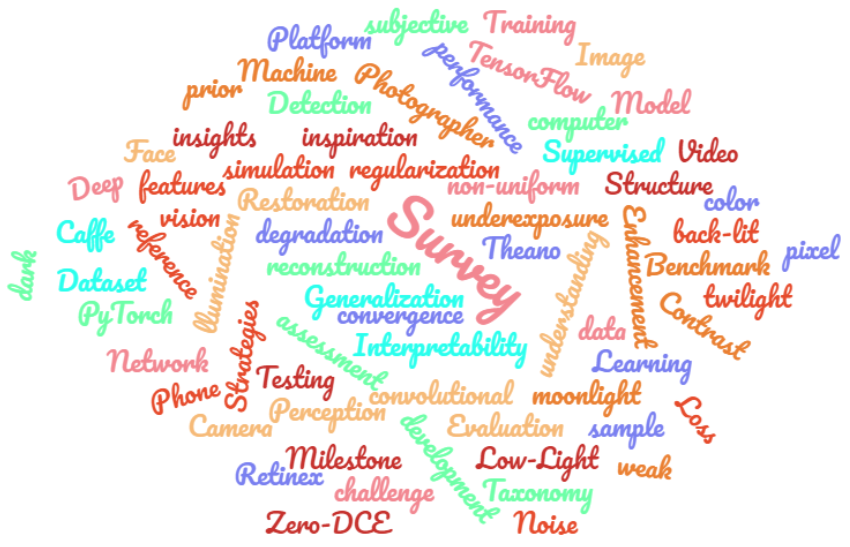 subjective
Training
Platform
performance
TensorFlow
Image
Machine
Photographer
prior
Detection
Model
computer
insights
inspiration
Face
Supervised
Video
simulation
regularization
Deep
features
non-uniform
Structure
Restoration
color
vision
Survey
underexposure
Caffe
reference
llumination
degradation
Theano
Enhancement
back-lit
pixel
dark
reconstruction
understanding
Benchmark
Dataset
Generalization
twilight
PyTorch
convergence
Contrast
Strategies
assessment
data
Interpretability
Network
Learning
Testing
Phone
convolutional
moonlight
Perception
Loss
Camera
development
Evaluation
sample
Milestone
Low-Light
weak
Retinex
challenge
Taxonomy
Zero-DCE
Noise